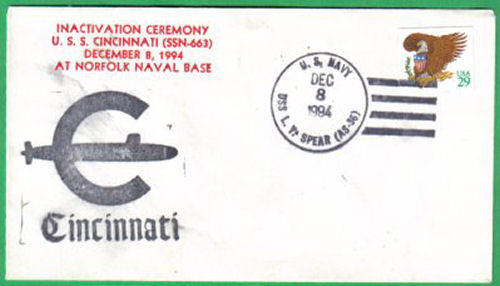 INACTIVATION CEREMONY
U. S. S. CINCINNATI (SSN-663)
DECEMBER 8, 1994
AT NORFOLK NAVAL BASE
U. S. NAVY
DEC
8
1994
USS L. Y. SPEAR (AS-36)
USA
29
C
Cincinnati